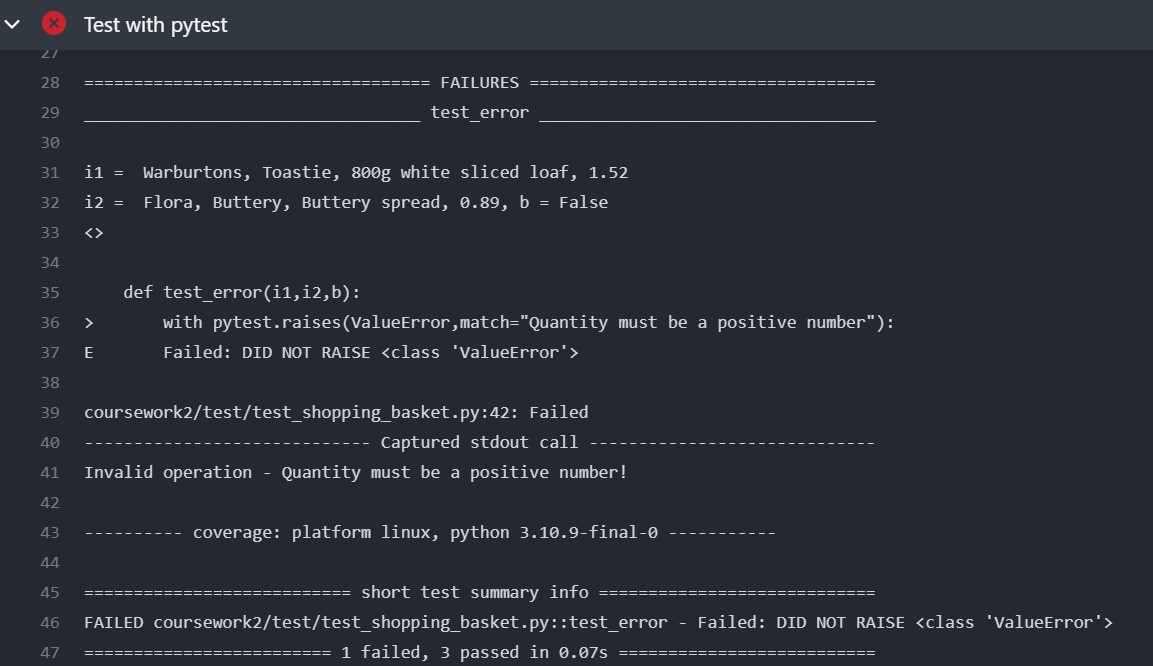 Test with pytest
27
28 ================================== FAILURES ===================================
29 __________________________________ test_error __________________________________
30
31 i1 =  Warburtons, Toastie, 800g white sliced loaf, 1.52
32 i2 =  Flora, Buttery, Buttery spread, 0.89, b = False
33 <>
34
35     def test_error(i1,i2,b):
36 >       with pytest.raises(ValueError,match="Quantity must be a positive number"):
37 E       Failed: DID NOT RAISE <class 'ValueError'>
38
39 coursework2/test/test_shopping_basket.py:42: Failed
40 ----------------------------- Captured stdout call -----------------------------
41 Invalid operation - Quantity must be a positive number!
42
43 ---------- coverage: platform linux, python 3.10.9-final-0 -----------
44
45 =========================== short test summary info ============================
46 FAILED coursework2/test/test_shopping_basket.py::test_error - Failed: DID NOT RAISE <class 'ValueError'>
47 ========================= 1 failed, 3 passed in 0.07s ==========================